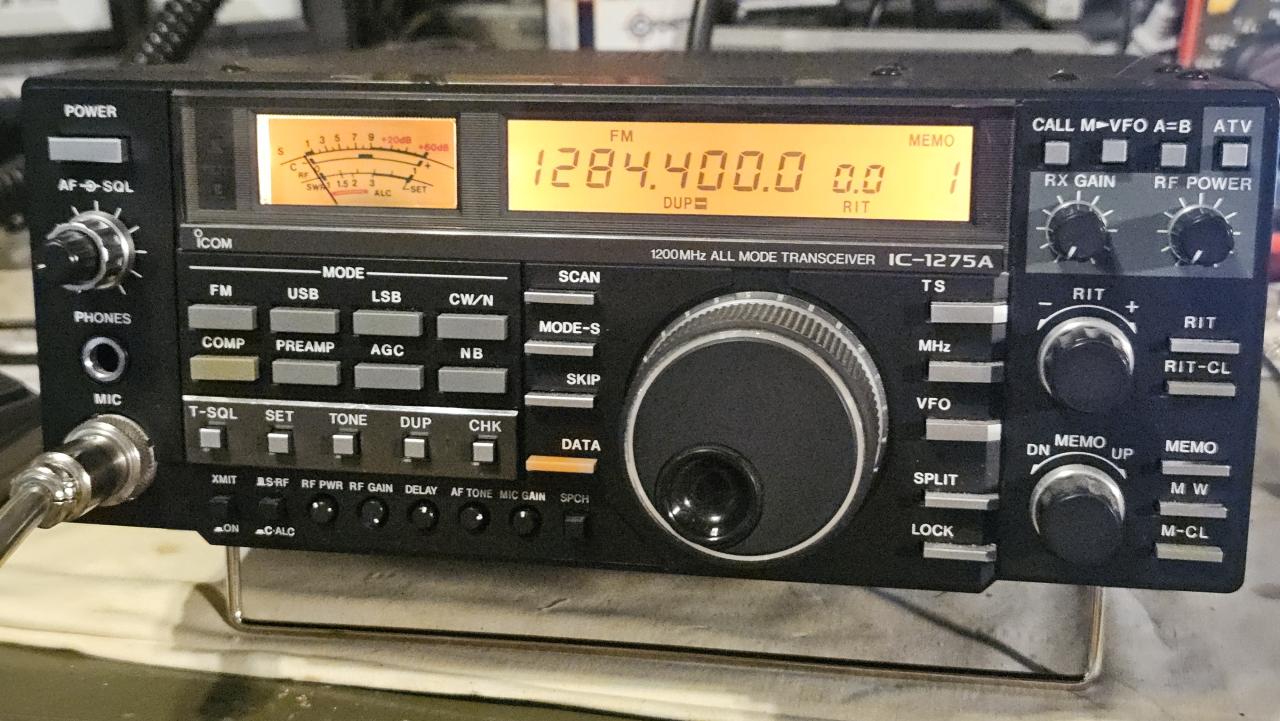 POWER
AF SQL
PHONES
MIC
S 1 3 5 7 9 +20dB +60dB
C +
RF
SWR 1 1.5 2 3
ALC
SET
FM
MEMO
1284.400.0 0.0 1
DUP-
RIT
ICOM
1200MHz ALL MODE TRANSCEIVER IC-1275A
CALL M►VFO A=B ATV
RX GAIN RF POWER
MODE
FM USB LSB CW/N
COMP PREAMP AGC NB
T-SQL SET TONE DUP CHK
XMIT S·RF RF PWR RF GAIN DELAY AF TONE MIC GAIN SPCH
ON C·ALC
SCAN
MODE-S
SKIP
DATA
TS
MHz
VFO
SPLIT
LOCK
RIT
- +
RIT
RIT-CL
MEMO
DN UP
MEMO
MW
M-CL